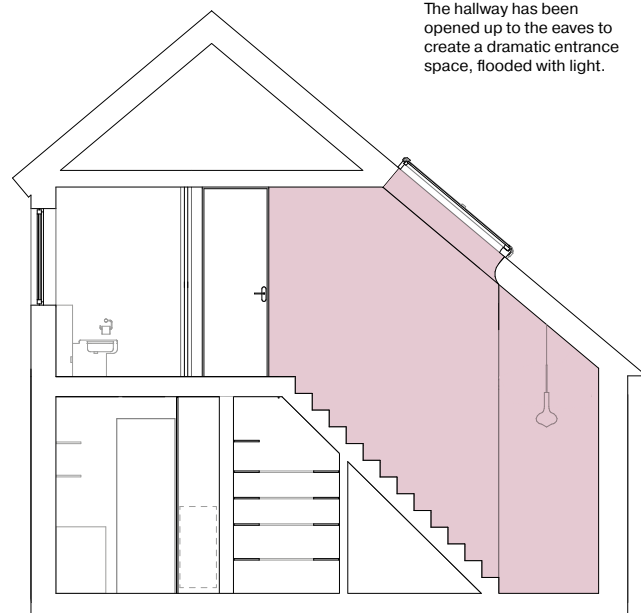 The hallway has been
opened up to the eaves to
create a dramatic entrance
space, flooded with light.